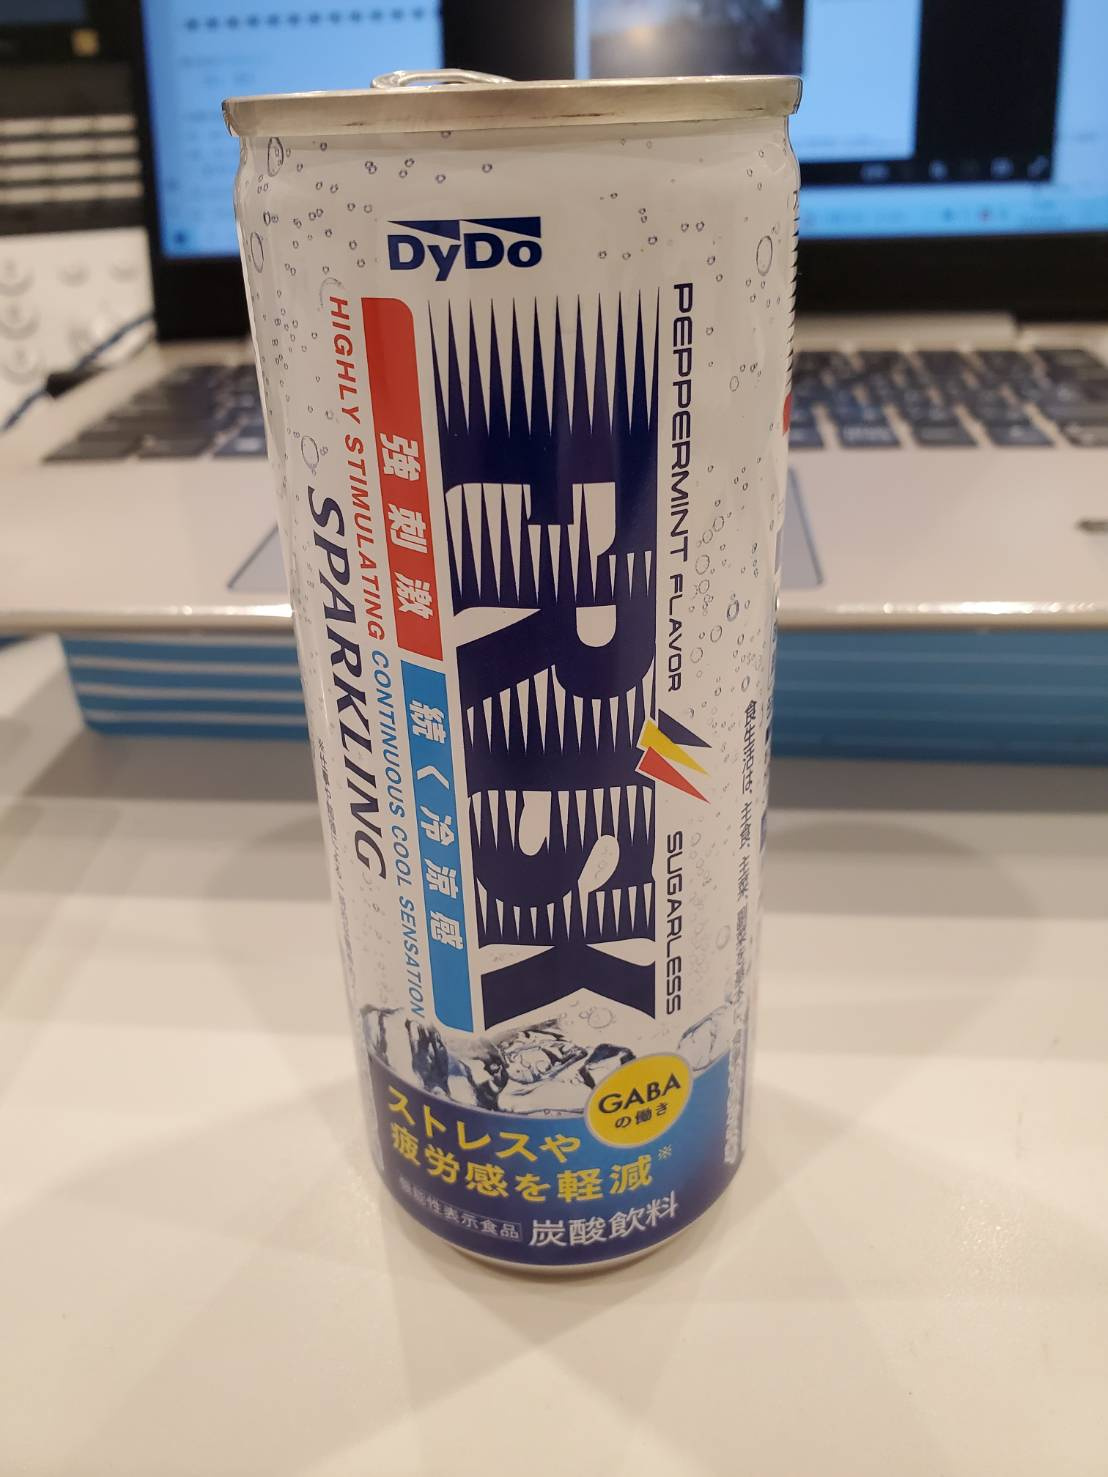 DyDo
PEPPERMINT FLAVOR
SUGARLESS
FRISK
強刺激
続く冷涼感
HIGHLY STIMULATING CONTINUOUS COOL SENSATION
SPARKLING
GABA
の働き
ストレスや
疲労感を軽減※
機能性表示食品
炭酸飲料